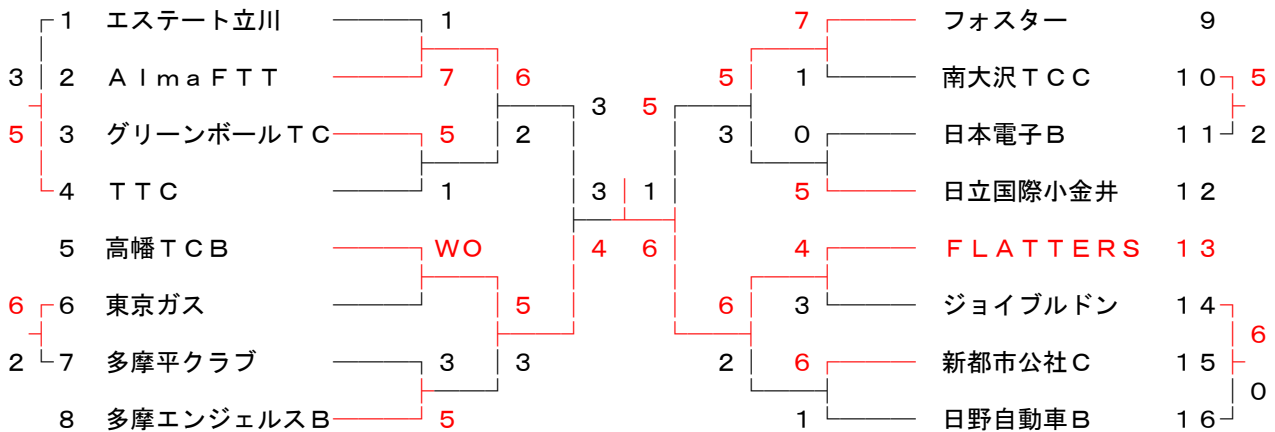 1 エステート立川 1 7 フォスター 9
3 2 ＡｌｍａＦＴＴ 7 6 5 1 南大沢ＴＣＣ 10 5
3 5
5 3 グリーンボールＴＣ 5 2 3 0 日本電子Ｂ 11 2
4 ＴＴＣ 1 3 1 5 日立国際小金井 12
5 高幡ＴＣＢ WO 4 6 4 ＦＬＡＴＴＥＲＳ 13
6 6 東京ガス 5 6 3 ジョイブルドン 14
6
2 7 多摩平クラブ 3 3 2 6 新都市公社Ｃ 15
0
8 多摩エンジェルスＢ 5 1 日野自動車Ｂ 16